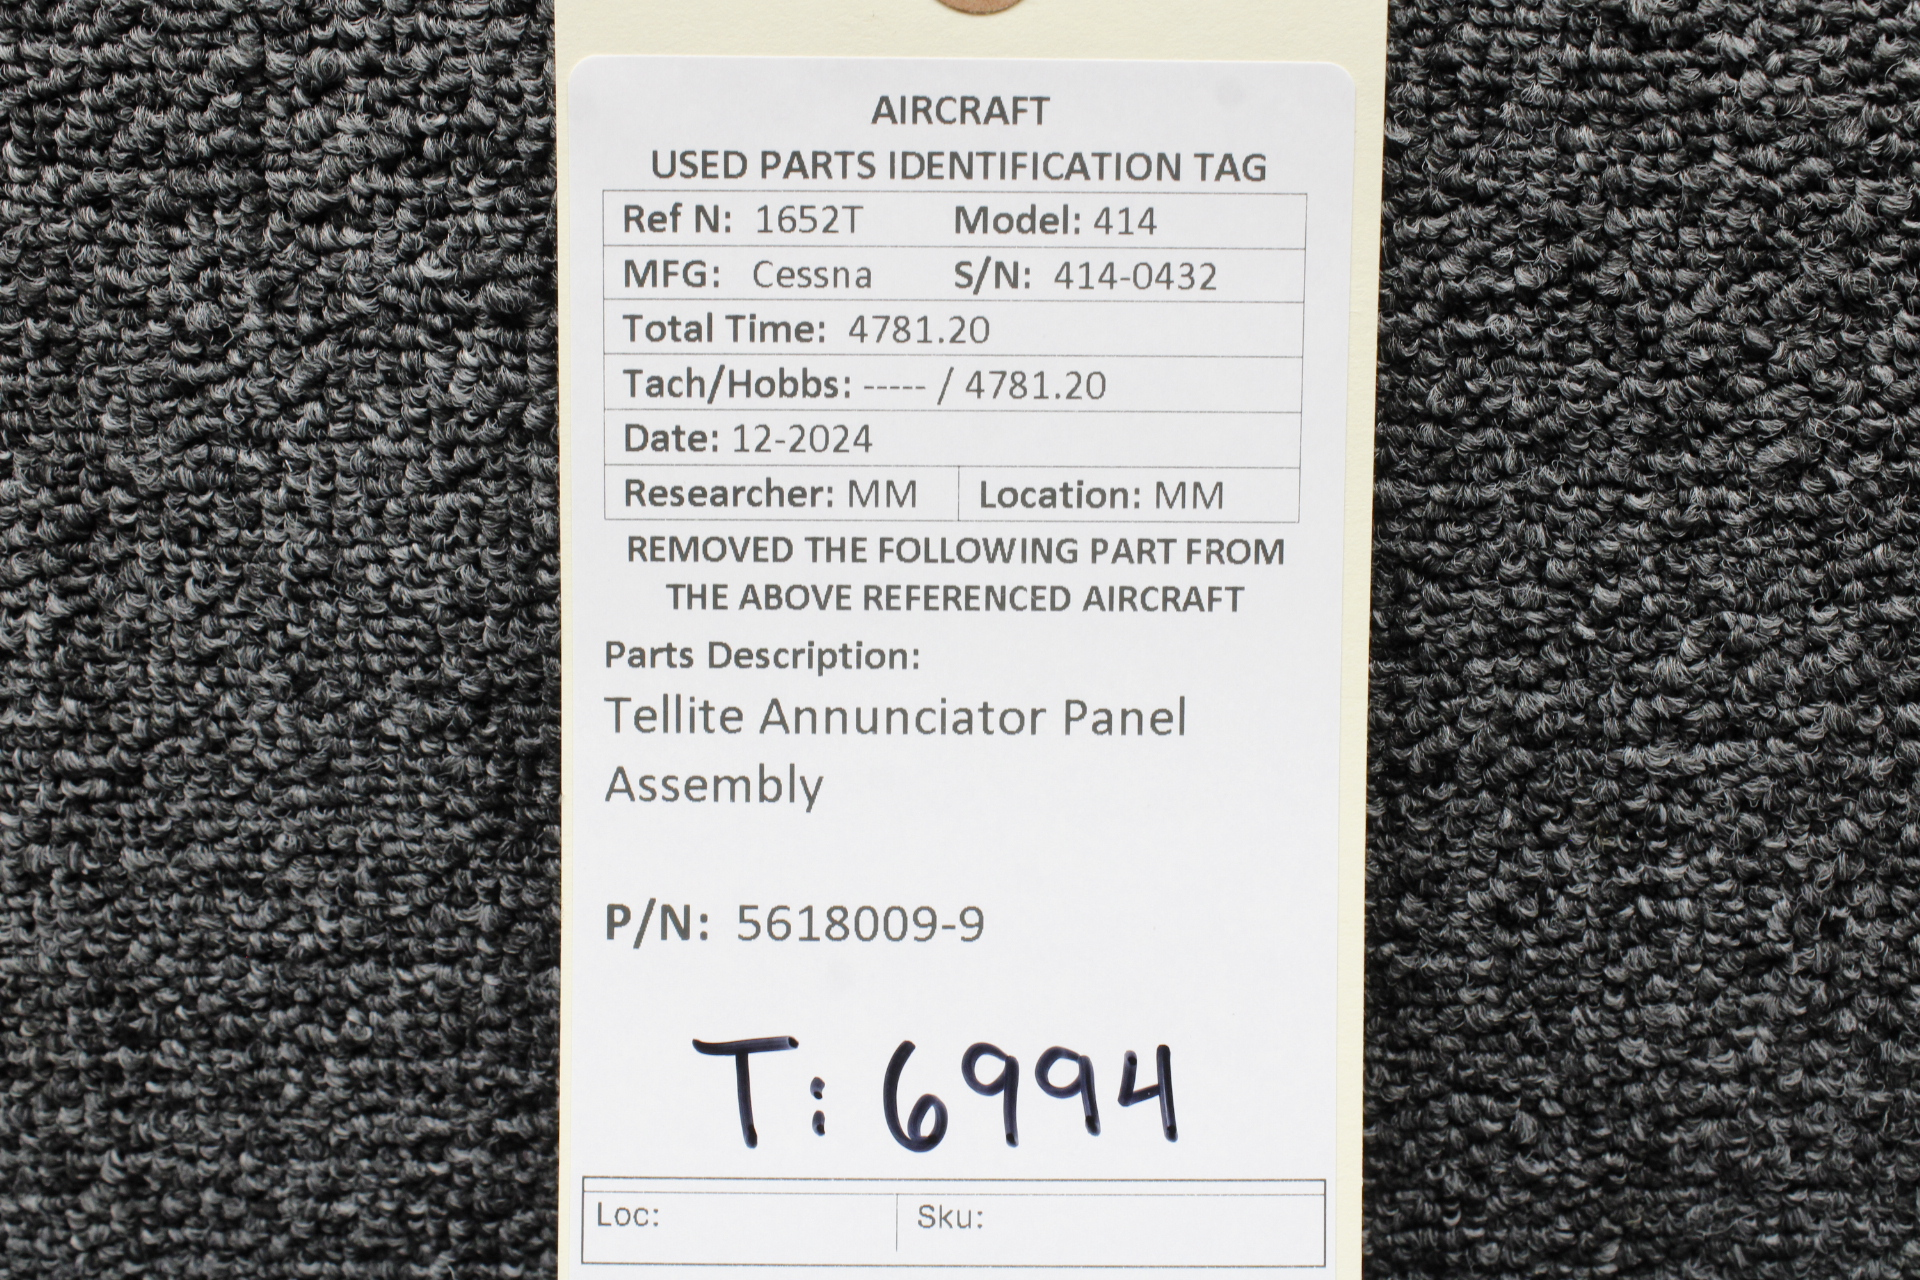 AIRCRAFT
USED PARTS IDENTIFICATION TAG
Ref N: 1652T Model: 414
MFG: Cessna S/N: 414-0432
Total Time: 4781.20
Tach/Hobbs: ----- / 4781.20
Date: 12-2024
Researcher: MM Location: MM
REMOVED THE FOLLOWING PART FROM
THE ABOVE REFERENCED AIRCRAFT
Parts Description:
Tellite Annunciator Panel
Assembly
P/N: 5618009-9
T: 6994
Loc: Sku: